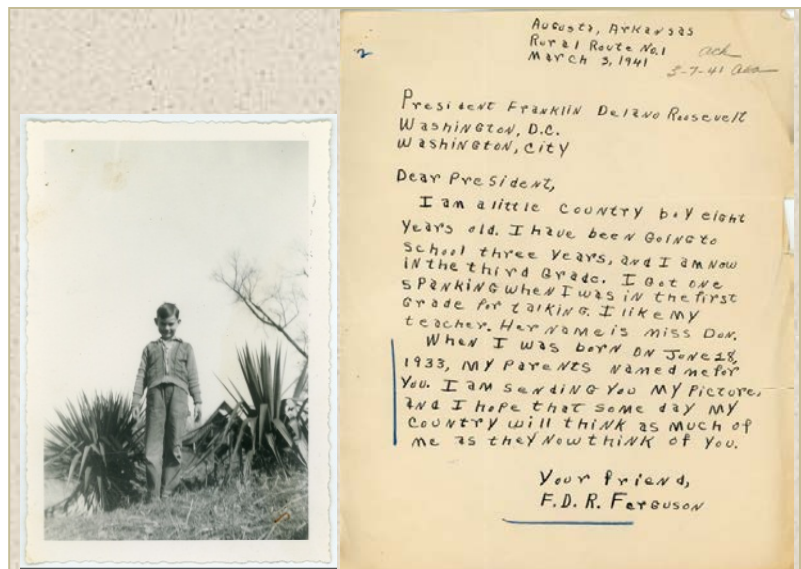 2
Augusta, Arkansas
Rural Route No.1
March 3, 1941
ack
3-7-41
President Franklin Delano Roosevelt
Washington, D.C.
Washington, City
Dear President,
I am a little country boy eight
years old. I have been going to
school three years, and I am now
in the third grade. I got one
spanking when I was in the first
grade for talking. I like my
teacher. Her name is Miss Don.
When I was born on June 28,
1933, my parents named me for
you. I am sending you my picture,
and I hope that some day my
country will think as much of
me as they now think of you.
Your friend,
F.D.R. Ferguson